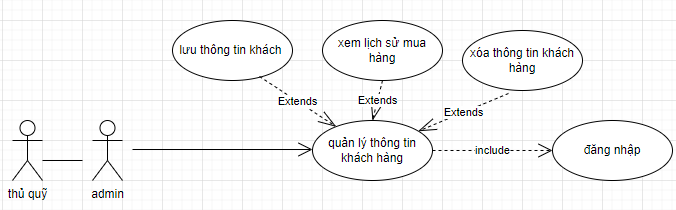 lưu thông tin khách
xem lịch sử mua
hàng
xóa thông tin khách
hàng
Extends
Extends
Extends
quản lý thông tin
khách hàng
include
đăng nhập
thủ quỹ
admin